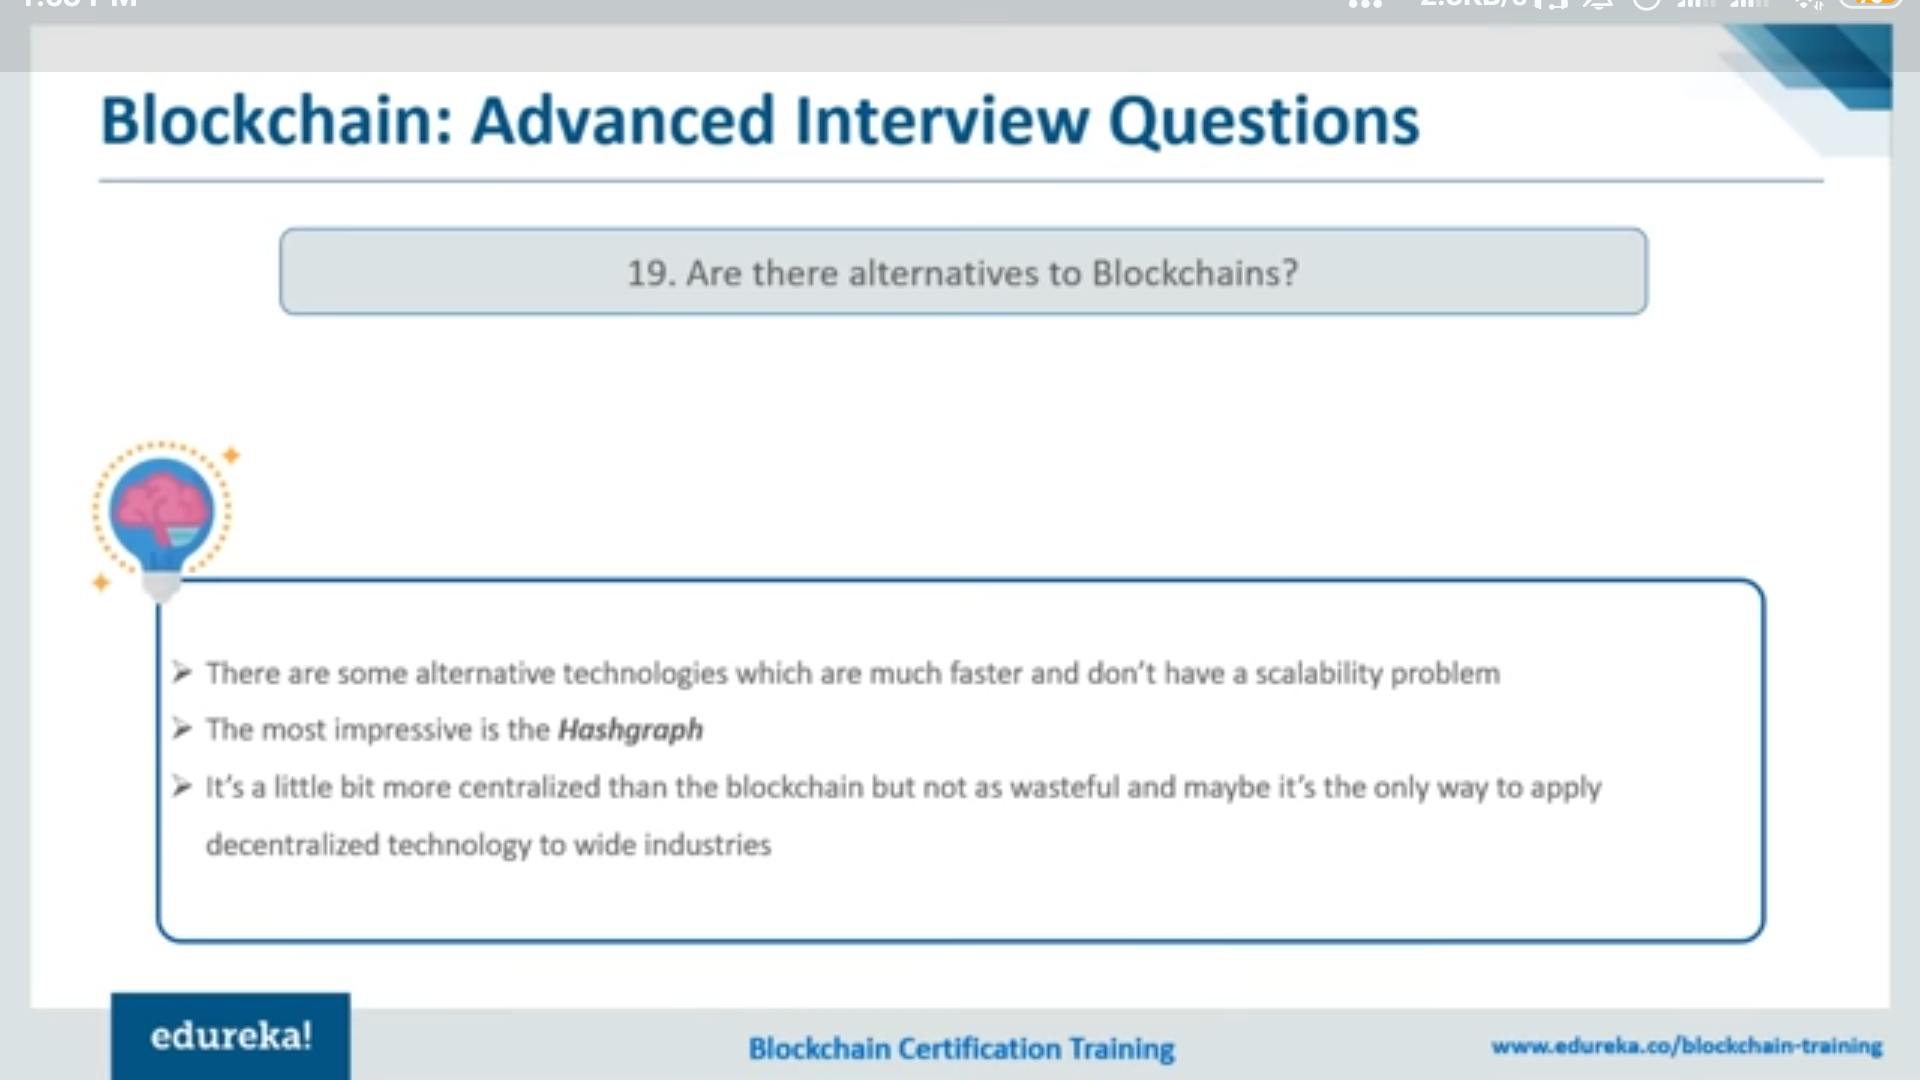 Blockchain: Advanced Interview Questions
19. Are there alternatives to Blockchains?
➢ There are some alternative technologies which are much faster and don't have a scalability problem
➢ The most impressive is the Hashgraph
➢ It's a little bit more centralized than the blockchain but not as wasteful and maybe it's the only way to apply
decentralized technology to wide industries
edureka!
Blockchain Certification Training
www.edureka.co/blockchain-training